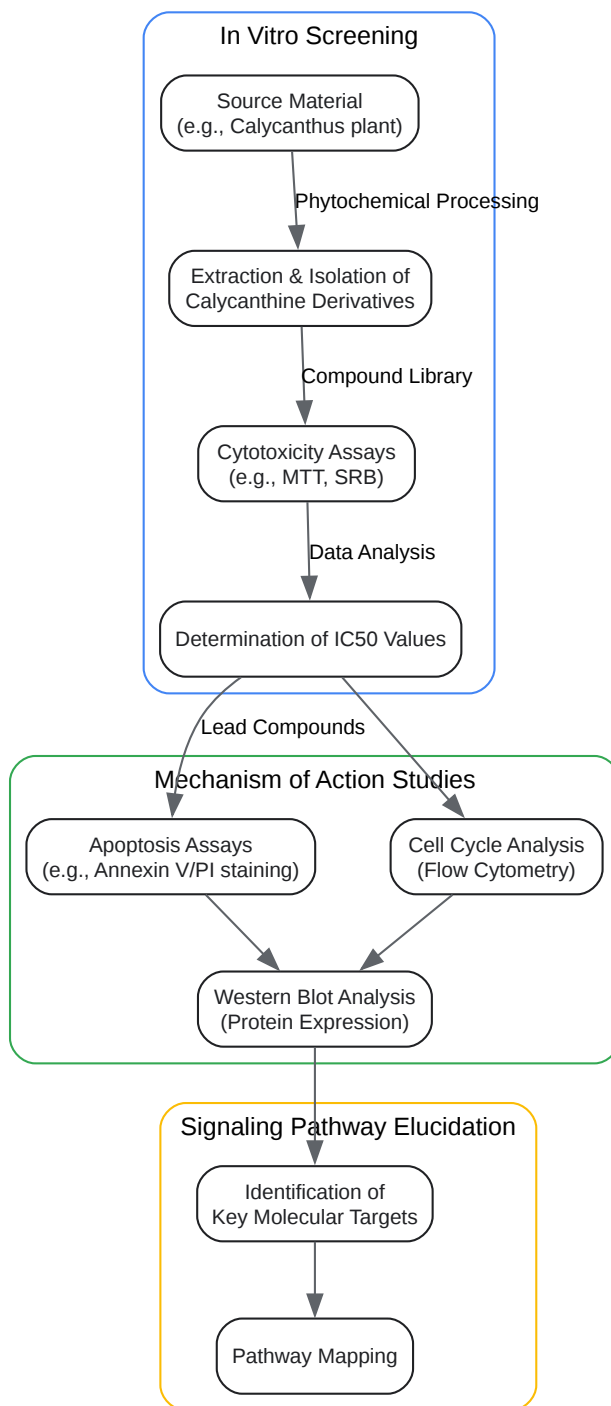 In Vitro Screening
Source Material
(e.g., Calycanthus plant)
Phytochemical Processing
Extraction & Isolation of
Calycanthine Derivatives
Compound Library
Cytotoxicity Assays
(e.g., MTT, SRB)
Data Analysis
Determination of IC50 Values
Lead Compounds
Mechanism of Action Studies
Apoptosis Assays
(e.g., Annexin V/PI staining)
Cell Cycle Analysis
(Flow Cytometry)
Western Blot Analysis
(Protein Expression)
Signaling Pathway Elucidation
Identification of
Key Molecular Targets
Pathway Mapping